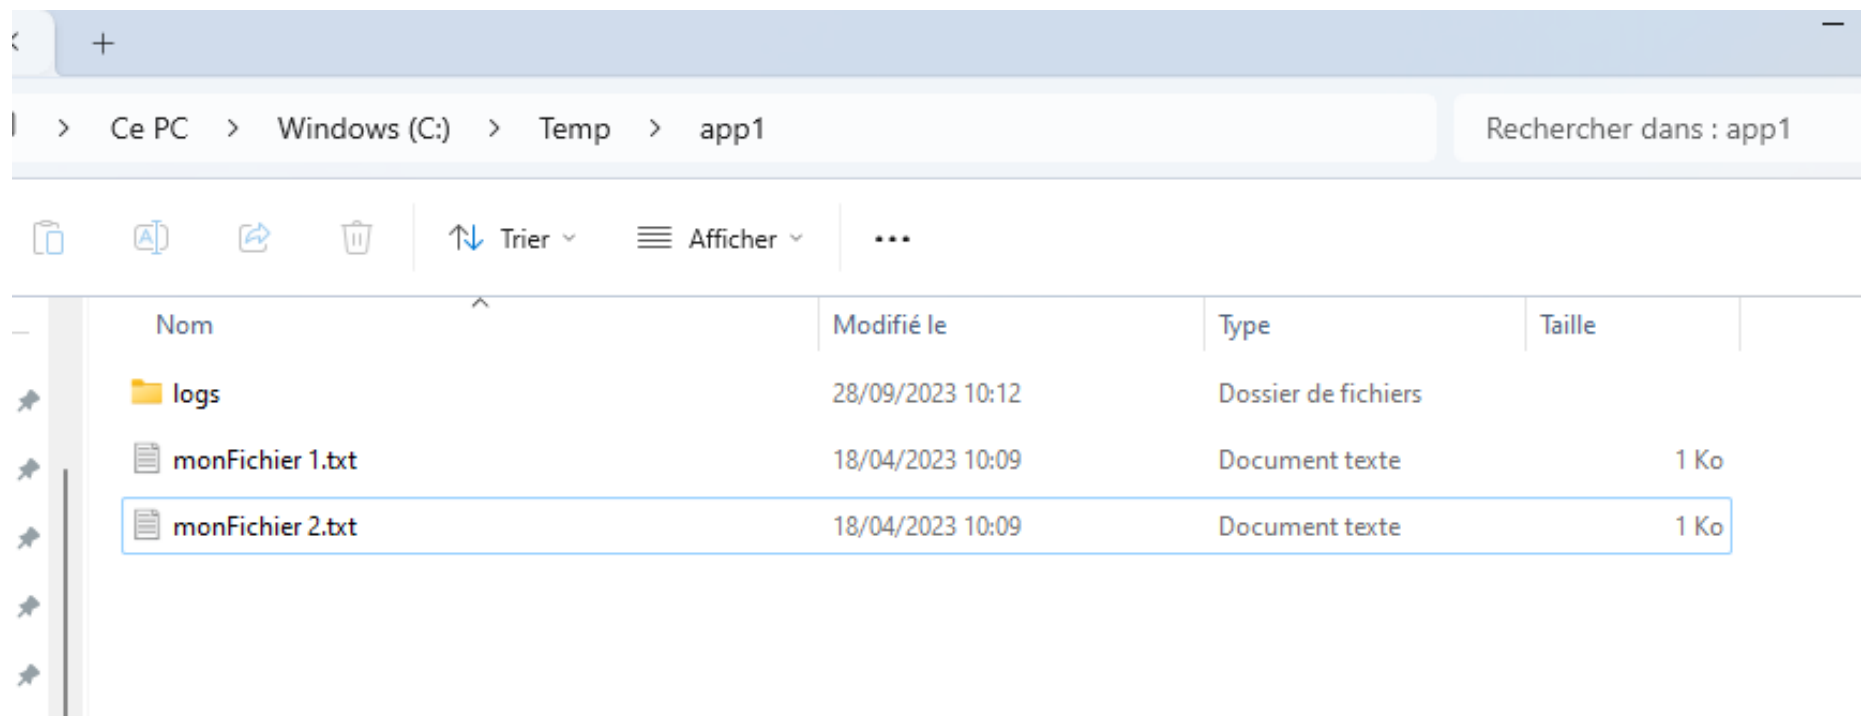 Ce PC > Windows (C:) > Temp > app1 Rechercher dans : app1
Trier Afficher
Nom Modifié le Type Taille
logs 28/09/2023 10:12 Dossier de fichiers
monFichier 1.txt 18/04/2023 10:09 Document texte 1 Ko
monFichier 2.txt 18/04/2023 10:09 Document texte 1 Ko